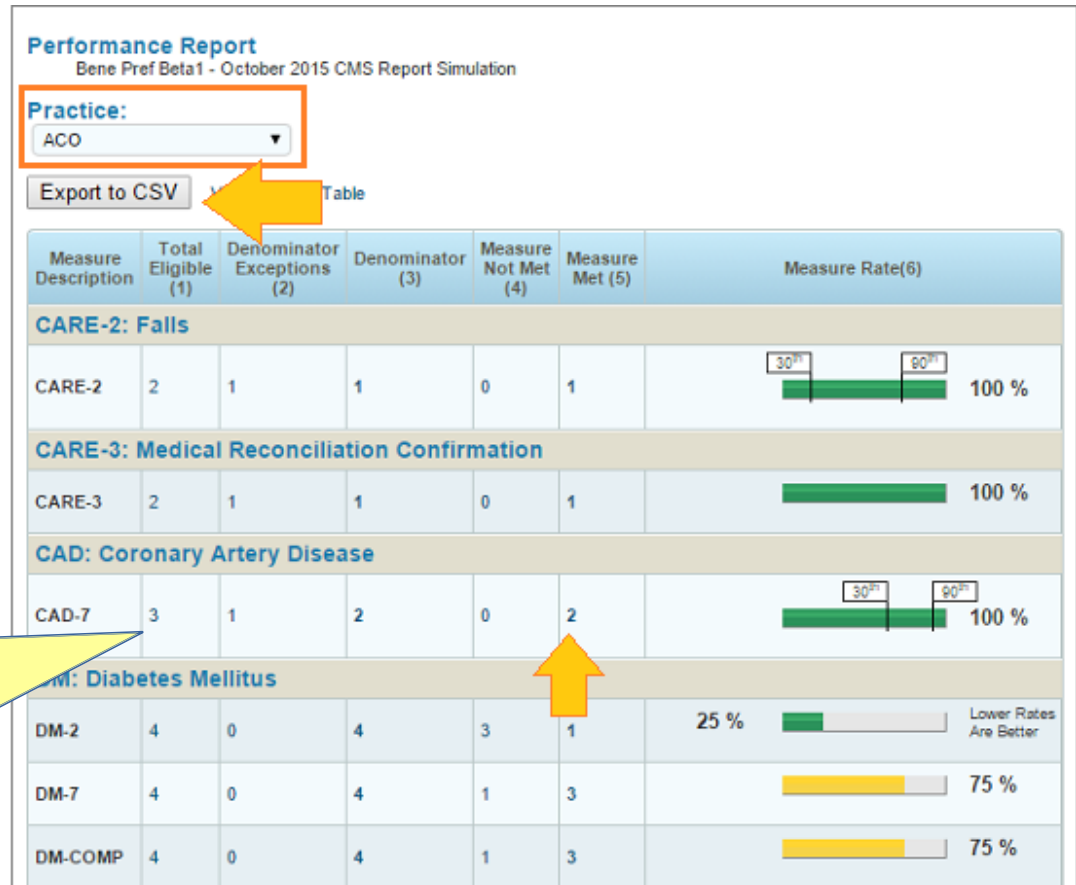 Performance Report
Bene Pref Beta1 - October 2015 CMS Report Simulation
Practice:
ACO
Export to CSV Table
Measure Description Total Eligible (1) Denominator Exceptions (2) Denominator (3) Measure Not Met (4) Measure Met (5) Measure Rate(6)
CARE-2: Falls
30th 90th
CARE-2 2 1 1 0 1 100 %
CARE-3: Medical Reconciliation Confirmation
CARE-3 2 1 1 0 1 100 %
CAD: Coronary Artery Disease
30th 90th
CAD-7 3 1 2 0 2 100 %
DM: Diabetes Mellitus
DM-2 4 0 4 3 1 25 % Lower Rates Are Better
DM-7 4 0 4 1 3 75 %
DM-COMP 4 0 4 1 3 75 %